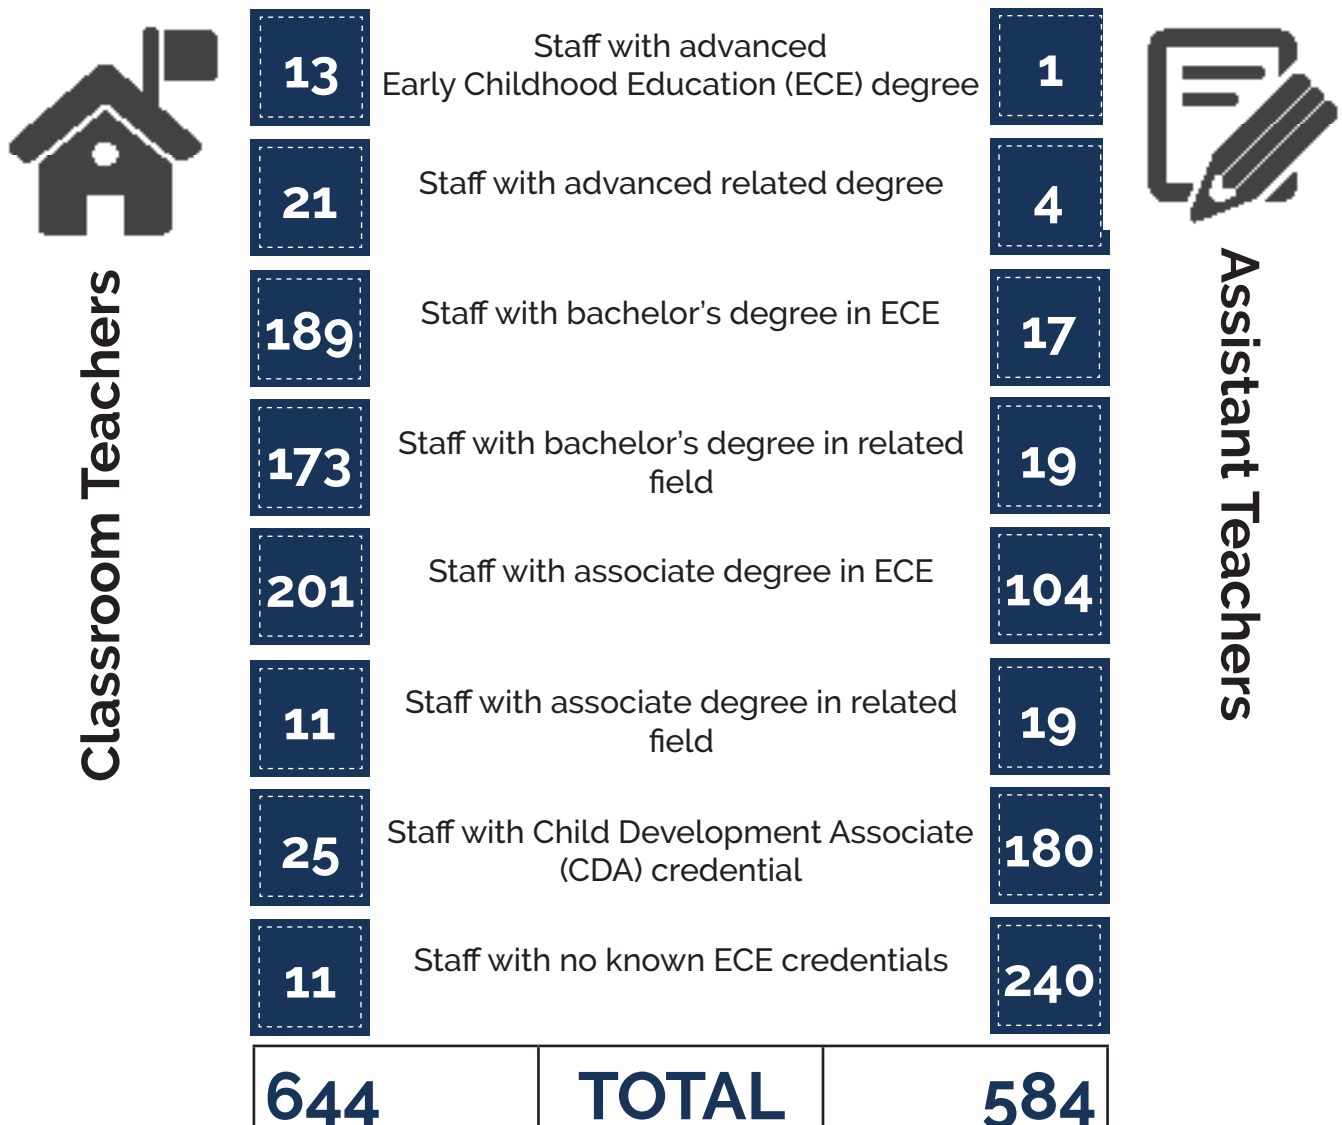 13
Staff with advanced
Early Childhood Education (ECE) degree
1
21
Staff with advanced related degree
4
189
Staff with bachelor’s degree in ECE
17
173
Staff with bachelor’s degree in related
field
19
201
Staff with associate degree in ECE
104
11
Staff with associate degree in related
field
19
25
Staff with Child Development Associate
(CDA) credential
180
11
Staff with no known ECE credentials
240
644
TOTAL
584
Classroom Teachers
Assistant Teachers